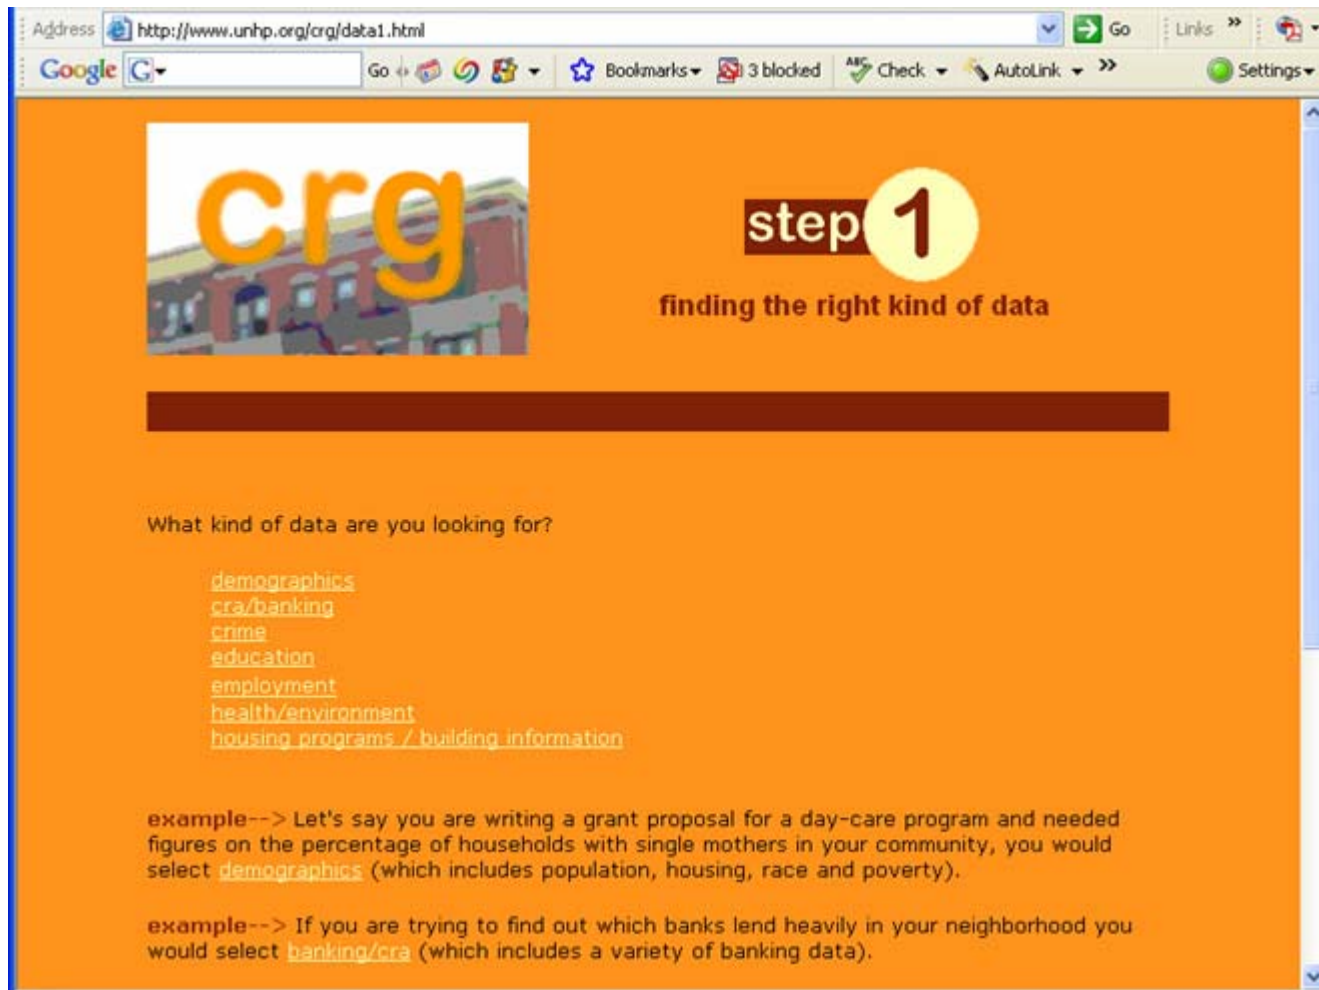 Address http://www.unhp.org/crg/data1.html Go Links »
Google G Go Bookmarks 3 blocked ABC Check AutoLink » Settings
crg
step 1
finding the right kind of data
What kind of data are you looking for?
demographics
cra/banking
crime
education
employment
health/environment
housing programs / building information
example--> Let's say you are writing a grant proposal for a day-care program and needed
figures on the percentage of households with single mothers in your community, you would
select demographics (which includes population, housing, race and poverty).
example--> If you are trying to find out which banks lend heavily in your neighborhood you
would select banking/cra (which includes a variety of banking data).